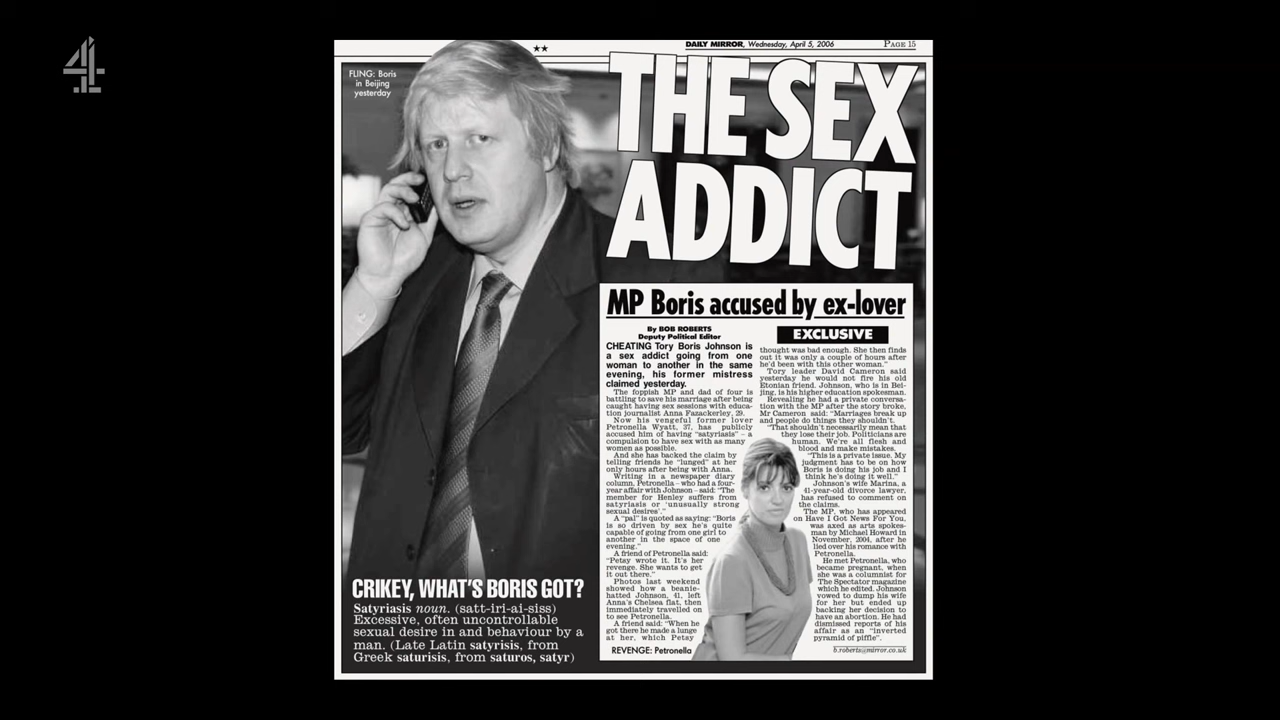 4
★★
DAILY MIRROR, Wednesday, April 5, 2006
PAGE 15
FLING: Boris
in Beijing
yesterday
THE SEX
ADDICT
MP Boris accused by ex-lover
By BOB ROBERTS
Deputy Political Editor
CHEATING Tory Boris Johnson is
a sex addict going from one
woman to another in the same
evening, his former mistress
claimed yesterday.
The foppish MP and dad of four is
battling to save his marriage after being
caught having sex sessions with educa-
tion journalist Anna Fazackerley, 29.
Now his vengeful former lover
Petronella Wyatt, 37, has publicly
accused him of having "satyriasis" – a
compulsion to have sex with as many
women as possible.
And she has backed the claim by
telling friends he "lunged" at her
only hours after being with Anna.
Writing in a newspaper diary
column, Petronella – who had a four-
year affair with Johnson – said: "The
member for Henley suffers from
satyriasis or 'unusually strong
sexual desires'."
A "pal" is quoted as saying: "Boris
is so driven by sex he's quite
capable of going from one girl to
another in the space of one
evening."
A friend of Petronella said:
"Petsy wrote it. It's her
revenge. She wants to get
it out there."
Photos last weekend
showed how a beanie-
hatted Johnson, 41, left
Anna's Chelsea flat, then
immediately travelled on
to see Petronella.
A friend said: "When he
got there he made a lunge
at her, which Petsy
REVENGE: Petronella
EXCLUSIVE
thought was bad enough. She then finds
out it was only a couple of hours after
he'd been with this other woman."
Tory leader David Cameron said
yesterday he would not fire his old
Etonian friend. Johnson, who is in Bei-
jing, is his higher education spokesman.
Revealing he had a private conversa-
tion with the MP after the story broke,
Mr Cameron said: "Marriages break up
and people do things they shouldn't.
"That shouldn't necessarily mean that
they lose their job. Politicians are
human. We're all flesh and
blood and make mistakes.
"This is a private issue. My
judgment has to be on how
Boris is doing his job and I
think he's doing it well."
Johnson's wife Marina, a
41-year-old divorce lawyer,
has refused to comment on
the claims.
The MP, who has appeared
on Have I Got News For You,
was axed as arts spokes-
man by Michael Howard in
November, 2004, after he
lied over his romance with
Petronella.
He met Petronella, who
became pregnant, when
she was a columnist for
The Spectator magazine
which he edited. Johnson
vowed to dump his wife
for her but ended up
backing her decision to
have an abortion. He had
dismissed reports of his
affair as an "inverted
pyramid of piffle".
b.roberts@mirror.co.uk
CRIKEY, WHAT'S BORIS GOT?
Satyriasis noun. (satt-iri-ai-siss)
Excessive, often uncontrollable
sexual desire in and behaviour by a
man. (Late Latin satyrisis, from
Greek saturisis, from saturos, satyr)